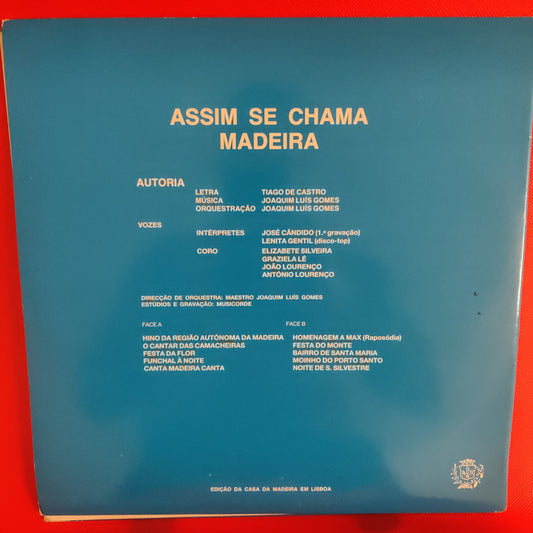 ASSIM SE CHAMA
MADEIRA
AUTORIA
LETRA TIAGO DE CASTRO
MÚSICA JOAQUIM LUÍS GOMES
ORQUESTRAÇÃO JOAQUIM LUÍS GOMES
VOZES
INTÉRPRETES JOSÉ CÂNDIDO (1.ª gravação)
LENITA GENTIL (disco-top)
CORO ELIZABETE SILVEIRA
GRAZIELA LÉ
JOÃO LOURENÇO
ANTÓNIO LOURENÇO
DIRECÇÃO DE ORQUESTRA: MAESTRO JOAQUIM LUÍS GOMES
ESTÚDIOS E GRAVAÇÃO: MUSICORDE
FACE A
HINO DA REGIÃO AUTÓNOMA DA MADEIRA
O CANTAR DAS CAMACHEIRAS
FESTA DA FLOR
FUNCHAL À NOITE
CANTA MADEIRA CANTA
FACE B
HOMENAGEM A MAX (Raposódia)
FESTA DO MONTE
BAIRRO DE SANTA MARIA
MOINHO DO PORTO SANTO
NOITE DE S. SILVESTRE
EDIÇÃO DA CASA DA MADEIRA EM LISBOA